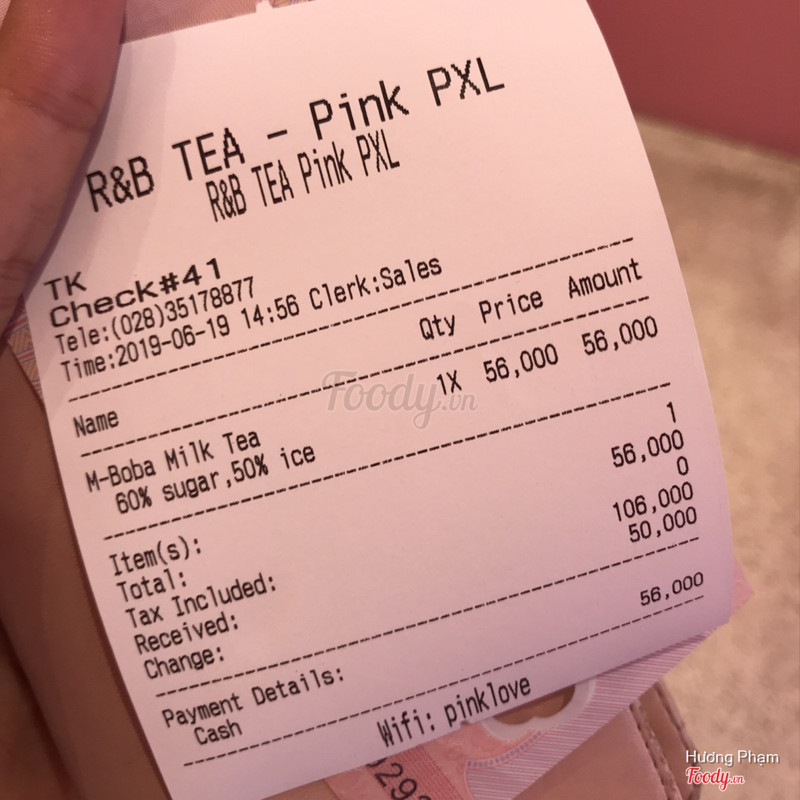 R&B TEA - Pink PXL
R&B TEA Pink PXL
TK
Check#41
Tele:(028)35178877
Time:2019-06-19 14:56 Clerk:Sales
Name Qty Price Amount
M-Boba Milk Tea 1X 56,000 56,000
60% sugar,50% ice
Item(s): 1
Total: 56,000
Tax Included: 0
Received: 106,000
Change: 50,000
Payment Details:
Cash 56,000
Wifi: pinklove
Foody.vn
Hương Phạm
Foody.vn